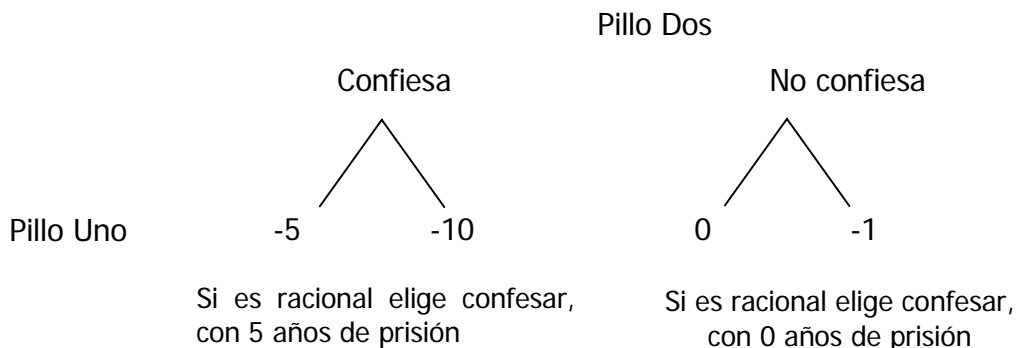 Pillo Dos
Confiesa No confiesa
Pillo Uno -5 -10 0 -1
Si es racional elige confesar,
con 5 años de prisión
Si es racional elige confesar,
con 0 años de prisión